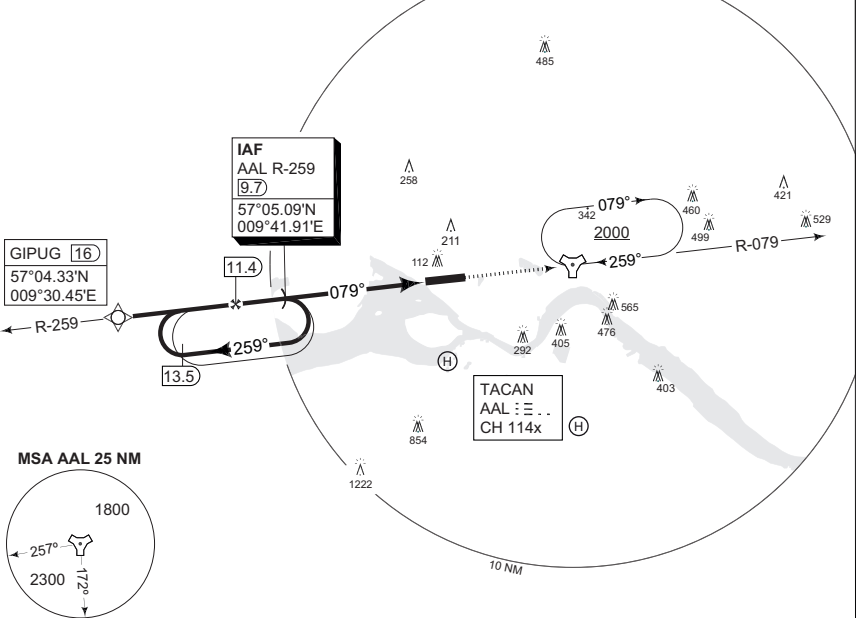 485
IAF
AAL R-259
9.7
57°05.09'N
009°41.91'E
258
421
460
529
499
342
079°
2000
259°
R-079
211
112
GIPUG 16
57°04.33'N
009°30.45'E
11.4
079°
R-259
565
476
259°
292
405
H
13.5
403
TACAN
AAL
CH 114x
H
854
MSA AAL 25 NM
1222
1800
257°
2300
172°
10 NM